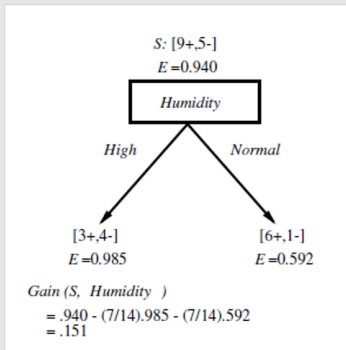 S: [9+,5-]
E =0.940
Humidity
High
Normal
[3+,4-]
[6+,1-]
E =0.985
E =0.592
Gain (S, Humidity )
= .940 - (7/14).985 - (7/14).592
= .151